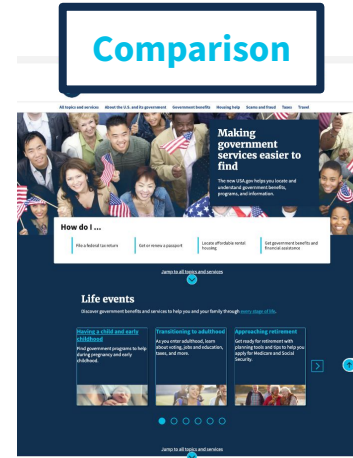 Comparison
All topics and services About the U.S. and its government Government benefits Housing help Scams and fraud Taxes Travel
Making
government
services easier to
find
The new USA.gov helps you locate and
understand government benefits,
programs, and information.
How do I ...
File a federal tax return
Get or renew a passport
Locate affordable rental
housing
Get government benefits and
financial assistance
Jump to all topics and services
Life events
Discover government benefits and services to help you and your family through every stage of life.
Having a child and early
childhood
Find government programs to help
during pregnancy and early
childhood.
Transitioning to adulthood
As you enter adulthood, learn
about voting, jobs and education,
taxes, and more.
Approaching retirement
Get ready for retirement with
planning tools and tips to help you
apply for Medicare and Social
Security.
Jump to all topics and services